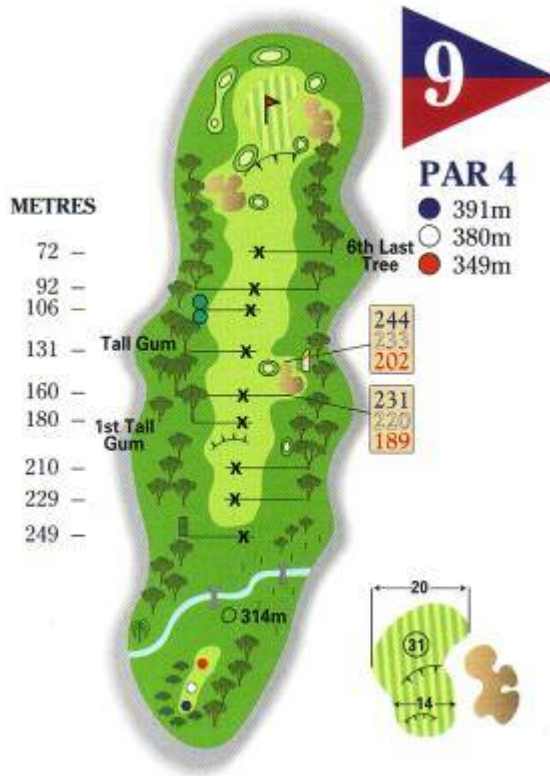 9
PAR 4
391m
380m
349m
METRES
72 –
92 –
106 –
131 –
160 –
180 –
210 –
229 –
249 –
6th Last
Tree
Tall Gum
1st Tall
Gum
244
233
202
231
220
189
314m
20
31
14